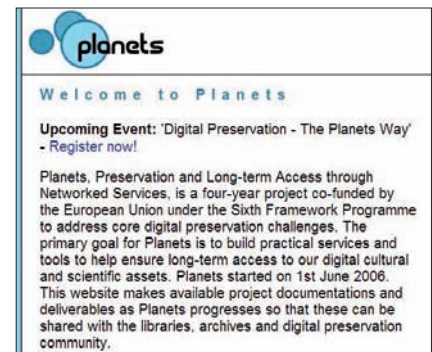 planets
Welcome to Planets
Upcoming Event: 'Digital Preservation - The Planets Way'
- Register now!
Planets, Preservation and Long-term Access through
Networked Services, is a four-year project co-funded by
the European Union under the Sixth Framework Programme
to address core digital preservation challenges. The
primary goal for Planets is to build practical services and
tools to help ensure long-term access to our digital cultural
and scientific assets. Planets started on 1st June 2006.
This website makes available project documentations and
deliverables as Planets progresses so that these can be
shared with the libraries, archives and digital preservation
community.